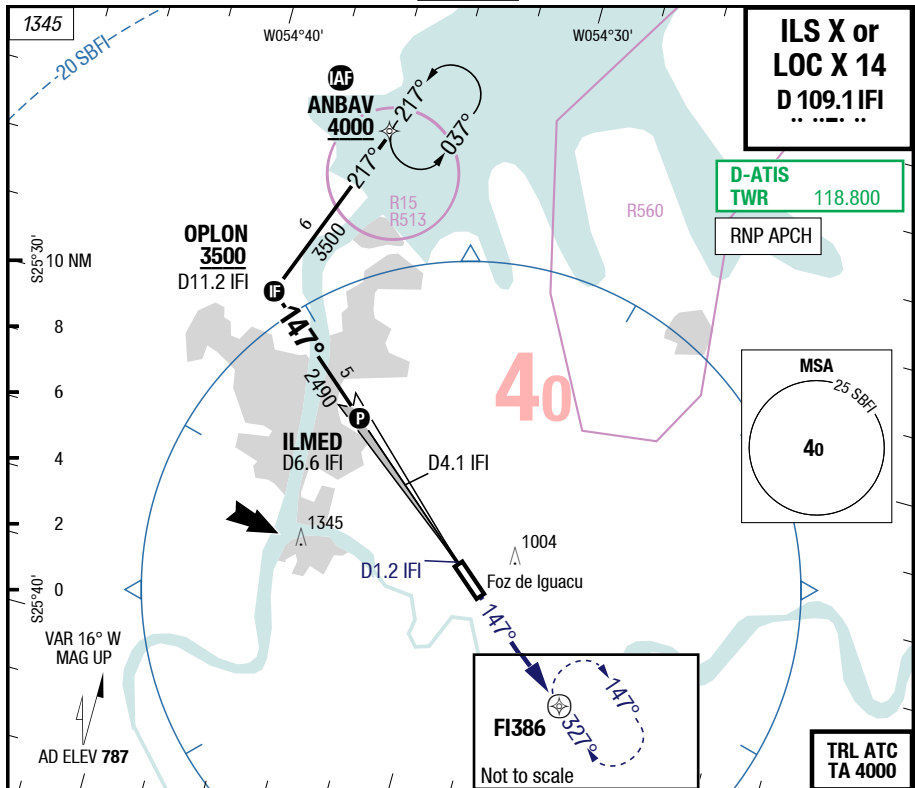 1345
20 SBFI
W054°40'
W054°30'
ILS X or
LOC X 14
D 109.1 IFI
D-ATIS
TWR 118.800
RNP APCH
IAF
ANBAV
4000
217°
037°
217°
R15
R513
R560
6
3500
OPLON
3500
D11.2 IFI
IF
S25°30'
10 NM
8
6
4
2
0
S25°40'
147°
5
2490
P
ILMED
D6.6 IFI
D4.1 IFI
40
MSA
25 SBFI
40
1345
1004
D1.2 IFI
Foz de Iguacu
147°
FI386
147°
327°
Not to scale
VAR 16° W
MAG UP
AD ELEV 787
TRL ATC
TA 4000